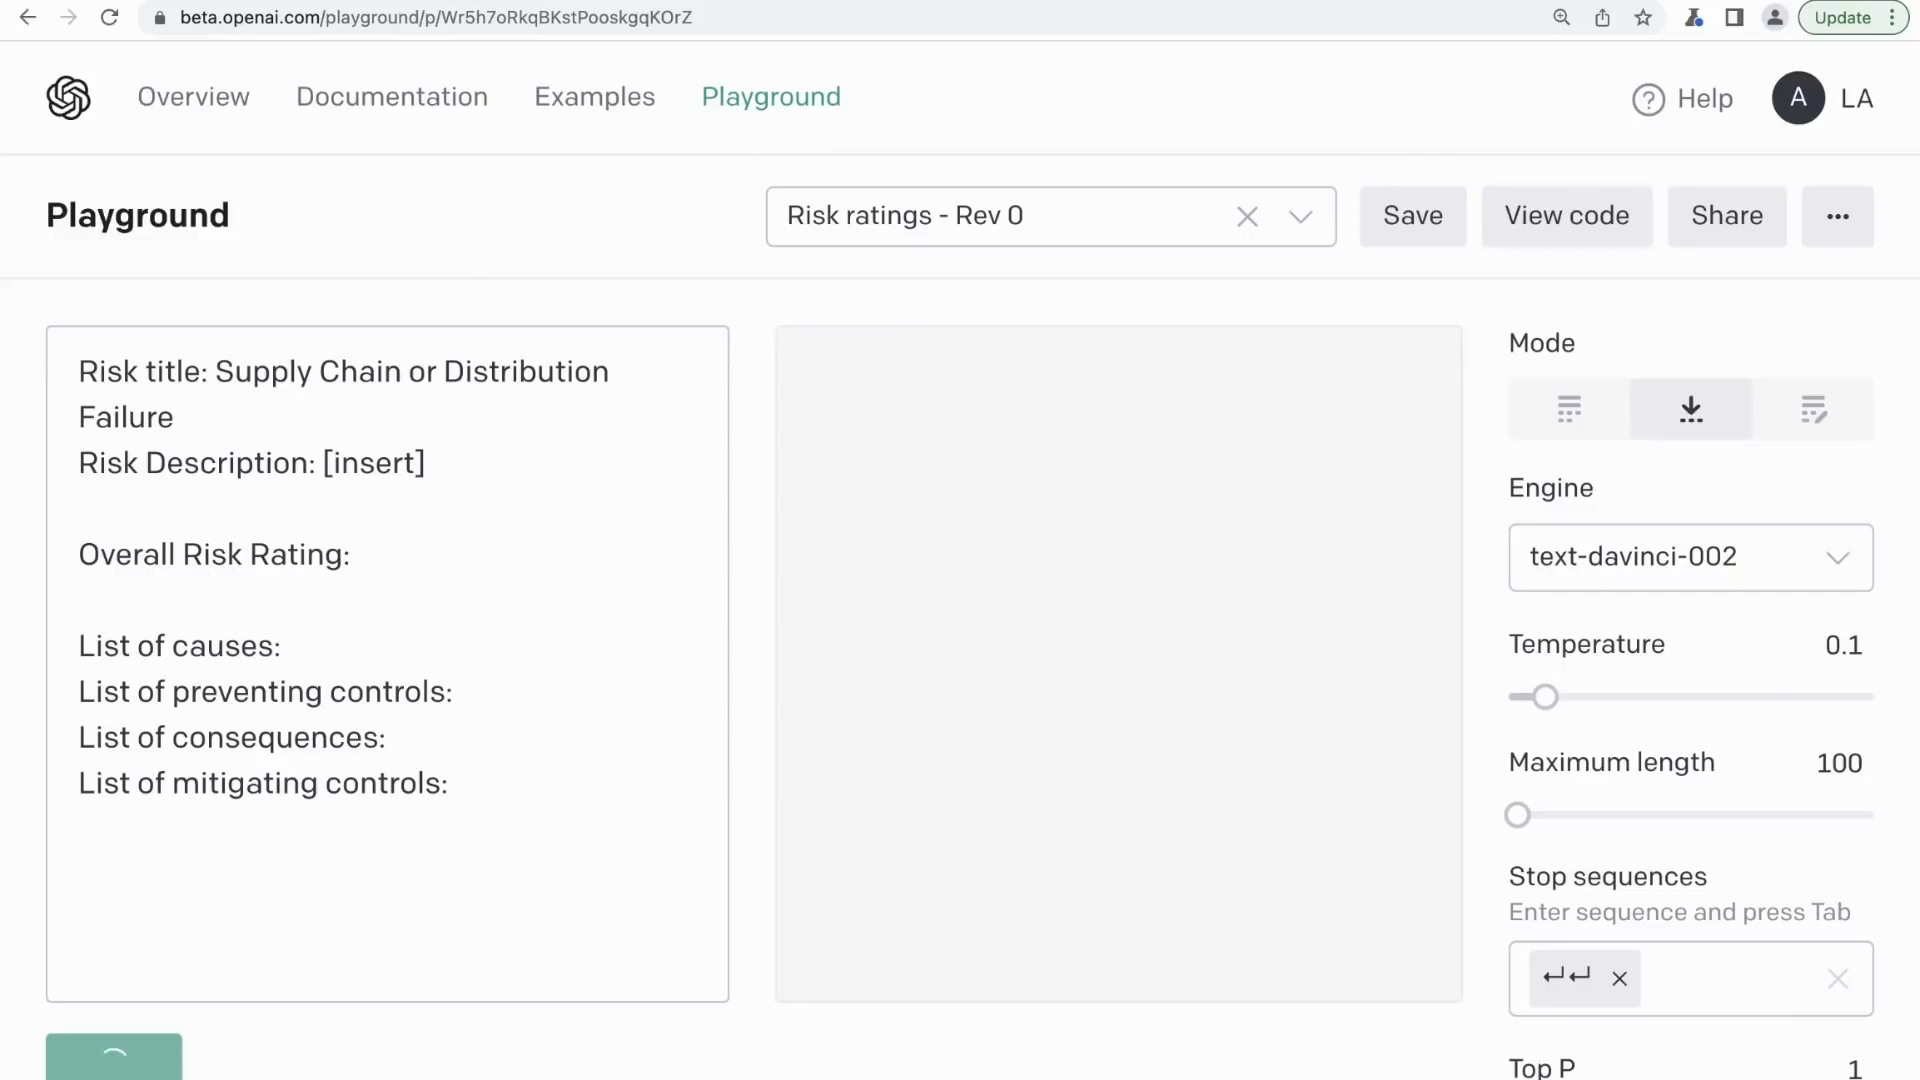 beta.openai.com/playground/p/Wr5h7oRkqBKstPooskgqKOrZ
Update
Overview
Documentation
Examples
Playground
Help
A
LA
Playground
Risk ratings - Rev 0
Save
View code
Share
Risk title: Supply Chain or Distribution
Failure
Risk Description: [insert]
Overall Risk Rating:
List of causes:
List of preventing controls:
List of consequences:
List of mitigating controls:
Mode
Engine
text-davinci-002
Temperature 0.1
Maximum length 100
Stop sequences
Enter sequence and press Tab
↵↵
Top P 1